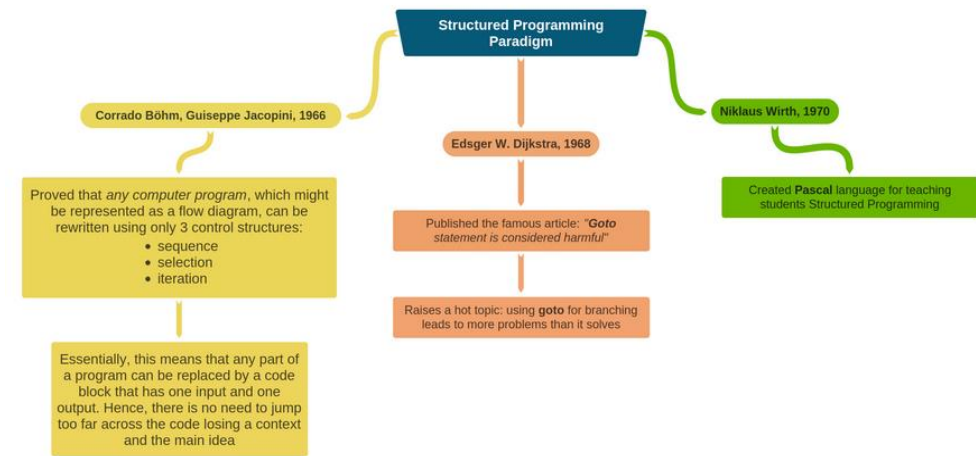 Structured Programming
Paradigm
Corrado Böhm, Guiseppe Jacopini, 1966
Proved that any computer program, which might
be represented as a flow diagram, can be
rewritten using only 3 control structures:
• sequence
• selection
• iteration
Essentially, this means that any part of
a program can be replaced by a code
block that has one input and one
output. Hence, there is no need to jump
too far across the code losing a context
and the main idea
Edsger W. Dijkstra, 1968
Published the famous article: "Goto
statement is considered harmful"
Raises a hot topic: using goto for branching
leads to more problems than it solves
Niklaus Wirth, 1970
Created Pascal language for teaching
students Structured Programming